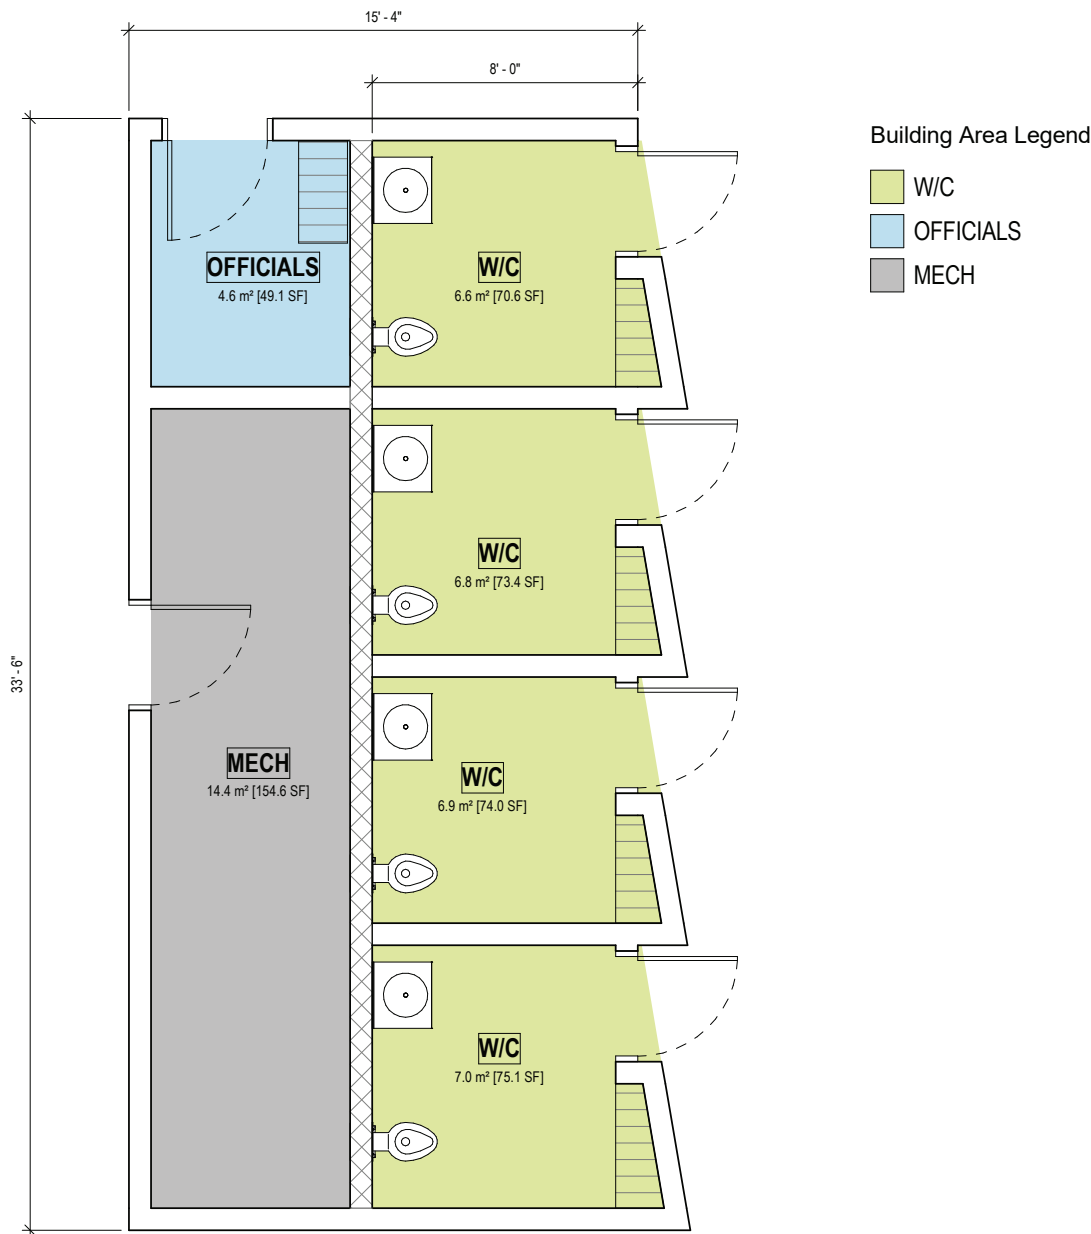 15' - 4"
8' - 0"
Building Area Legend
W/C
OFFICIALS
MECH
OFFICIALS
4.6 m² [49.1 SF]
W/C
6.6 m² [70.6 SF]
W/C
6.8 m² [73.4 SF]
33' - 6"
MECH
14.4 m² [154.6 SF]
W/C
6.9 m² [74.0 SF]
W/C
7.0 m² [75.1 SF]